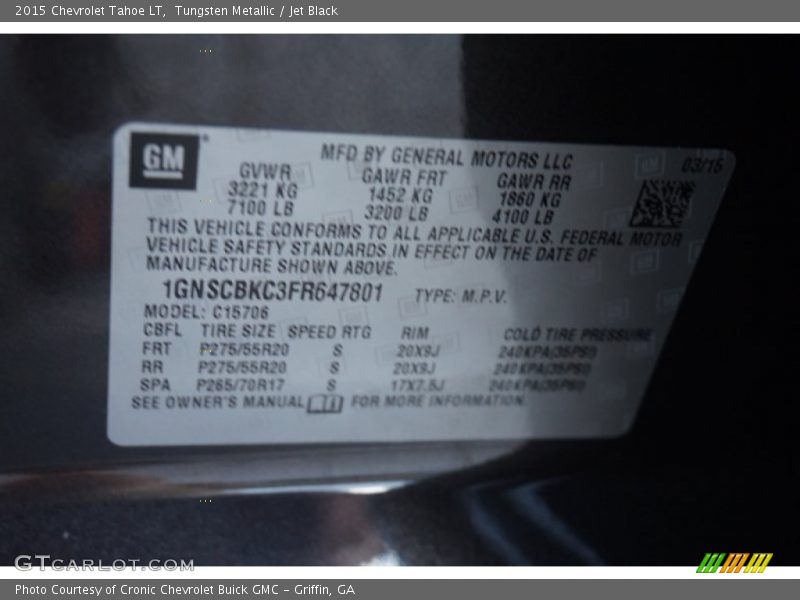 2015 Chevrolet Tahoe LT, Tungsten Metallic / Jet Black
GM
MFD BY GENERAL MOTORS LLC 03/15
GVWR GAWR FRT GAWR RR
3221 KG 1452 KG 1860 KG
7100 LB 3200 LB 4100 LB
THIS VEHICLE CONFORMS TO ALL APPLICABLE U.S. FEDERAL MOTOR
VEHICLE SAFETY STANDARDS IN EFFECT ON THE DATE OF
MANUFACTURE SHOWN ABOVE.
1GNSCBKC3FR647801 TYPE: M.P.V.
MODEL: C15706
CBFL TIRE SIZE SPEED RTG RIM COLD TIRE PRESSURE
FRT P275/55R20 S 20X9J 240KPA(35PSI)
RR P275/55R20 S 20X9J 240KPA(35PSI)
SPA P265/70R17 S 17X7.5J 240KPA(35PSI)
SEE OWNER'S MANUAL FOR MORE INFORMATION.
GTCARLOT.COM
Photo Courtesy of Cronic Chevrolet Buick GMC - Griffin, GA